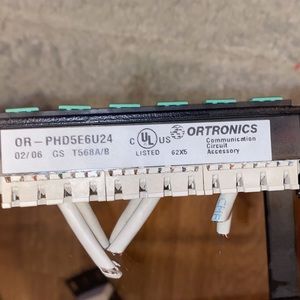 OR-PHD5E6U24
02/06 GS T568A/B
C UL US
LISTED 62X5
ORTRONICS
Communication
Circuit
Accessory